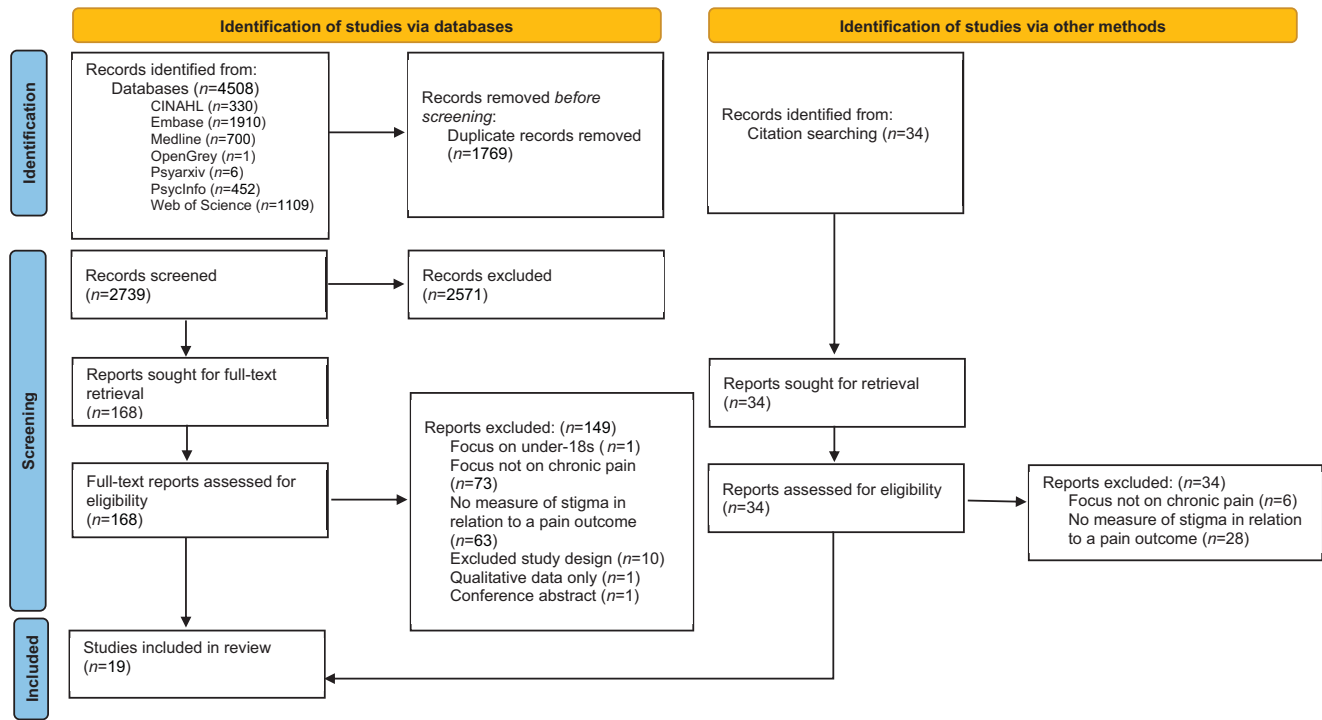 Identification of studies via databases
Identification of studies via other methods
Identification
Records identified from:
Databases (n=4508)
CINAHL (n=330)
Embase (n=1910)
Medline (n=700)
OpenGrey (n=1)
Psyarxiv (n=6)
PsycInfo (n=452)
Web of Science (n=1109)
Records removed before
screening:
Duplicate records removed
(n=1769)
Records identified from:
Citation searching (n=34)
Screening
Records screened
(n=2739)
Records excluded
(n=2571)
Reports sought for full-text
retrieval
(n=168)
Reports sought for retrieval
(n=34)
Full-text reports assessed for
eligibility
(n=168)
Reports excluded: (n=149)
Focus on under-18s (n=1)
Focus not on chronic pain
(n=73)
No measure of stigma in
relation to a pain outcome
(n=63)
Excluded study design (n=10)
Qualitative data only (n=1)
Conference abstract (n=1)
Reports assessed for eligibility
(n=34)
Reports excluded: (n=34)
Focus not on chronic pain (n=6)
No measure of stigma in relation
to a pain outcome (n=28)
Included
Studies included in review
(n=19)